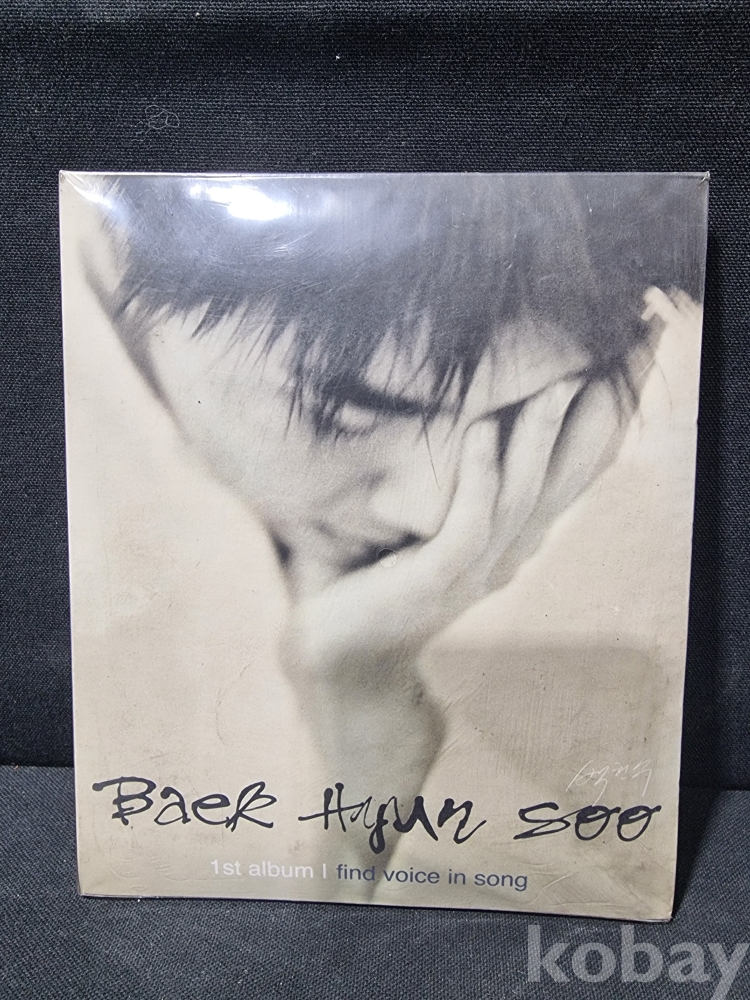 Baek Hyun Soo
1st album | find voice in song
kobay